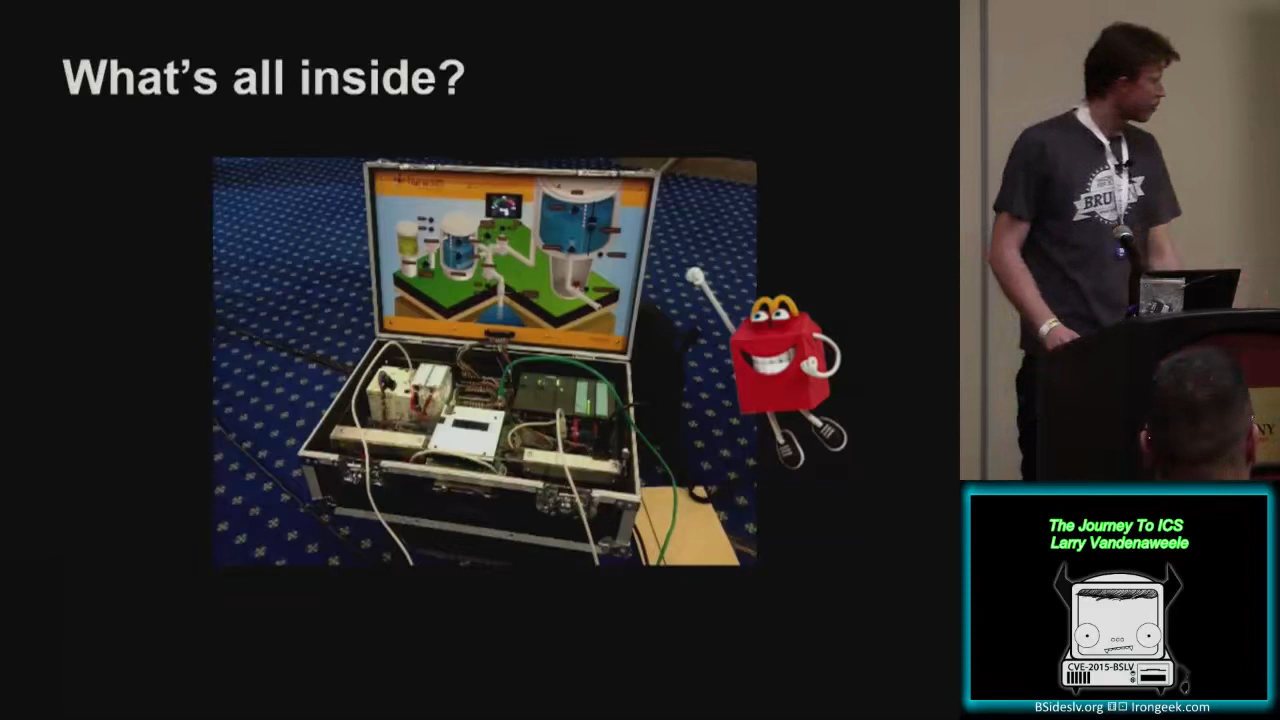 What's all inside?
The Journey To ICS
Larry Vandenaweele
CVE-2015-BSLV
BSideslv.org Irongeek.com